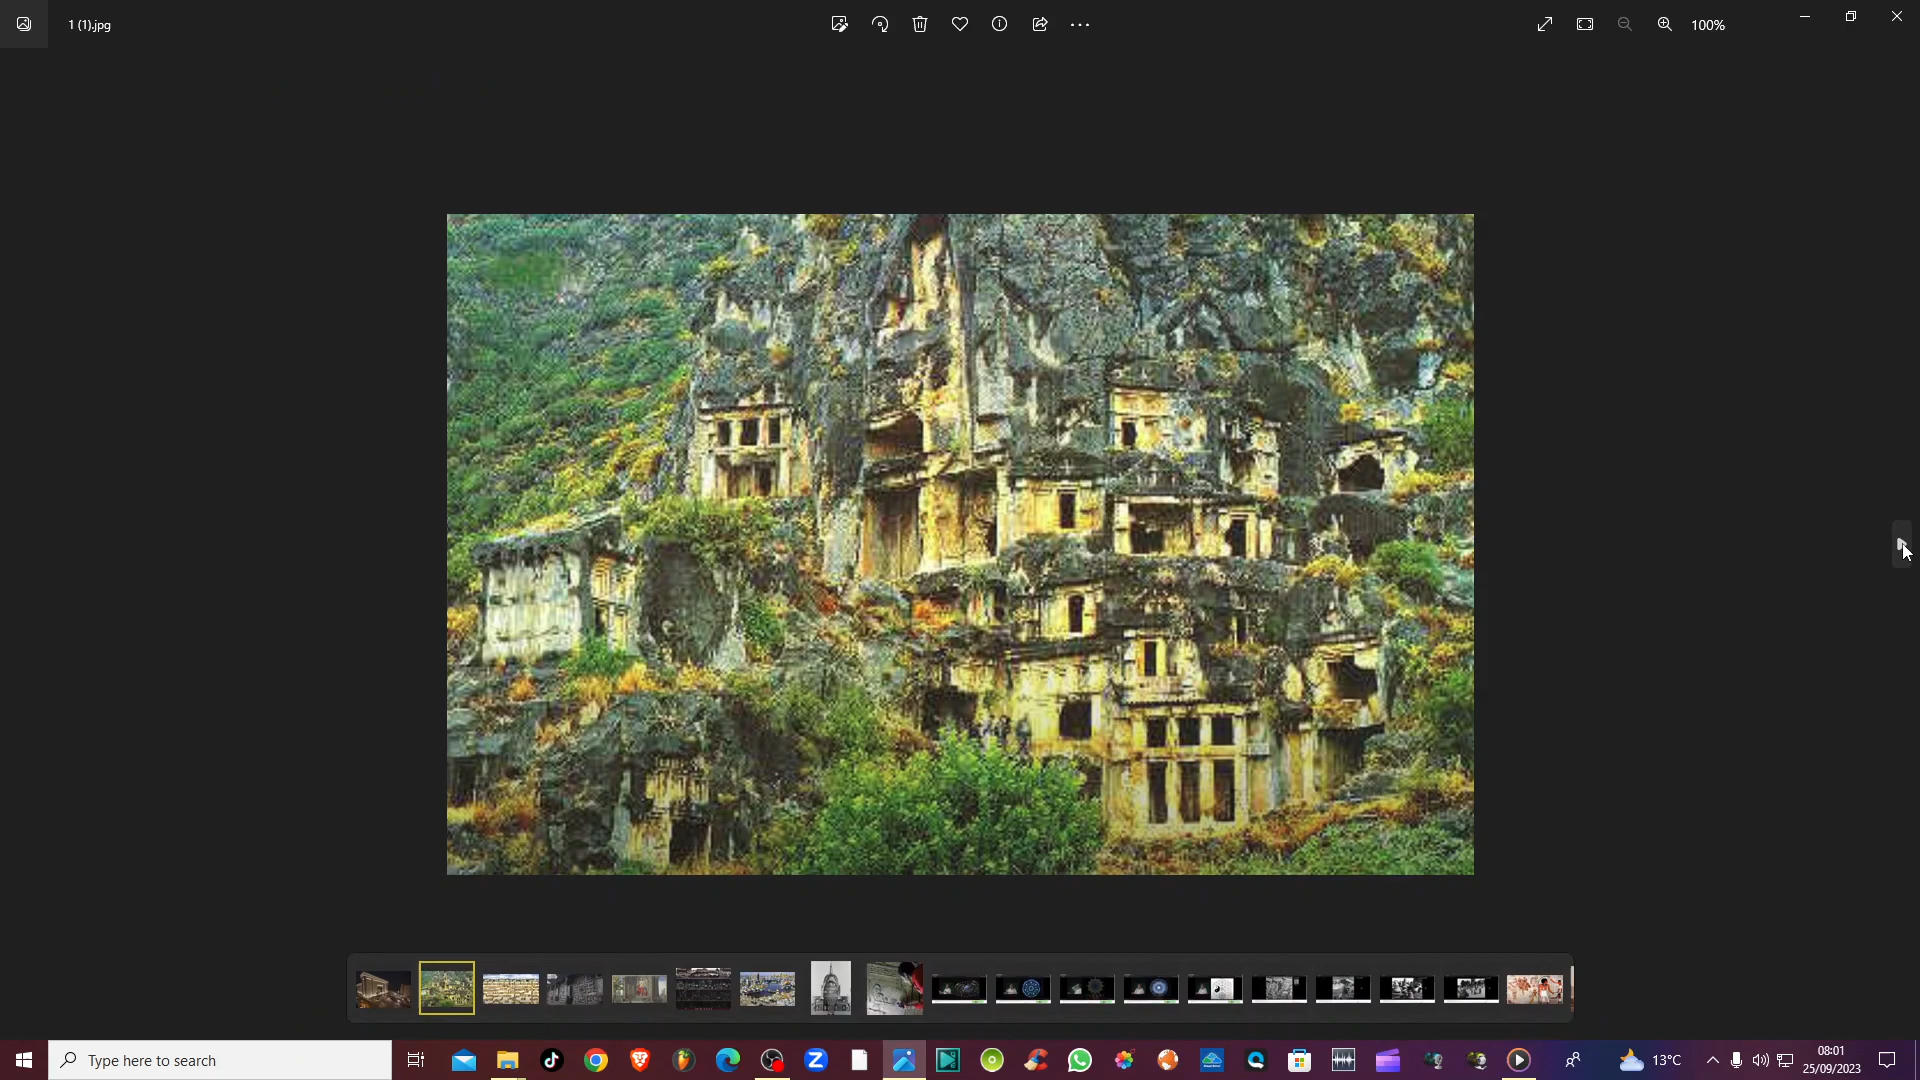 1 (1).jpg
100%
Type here to search
13°C
08:01
25/09/2023